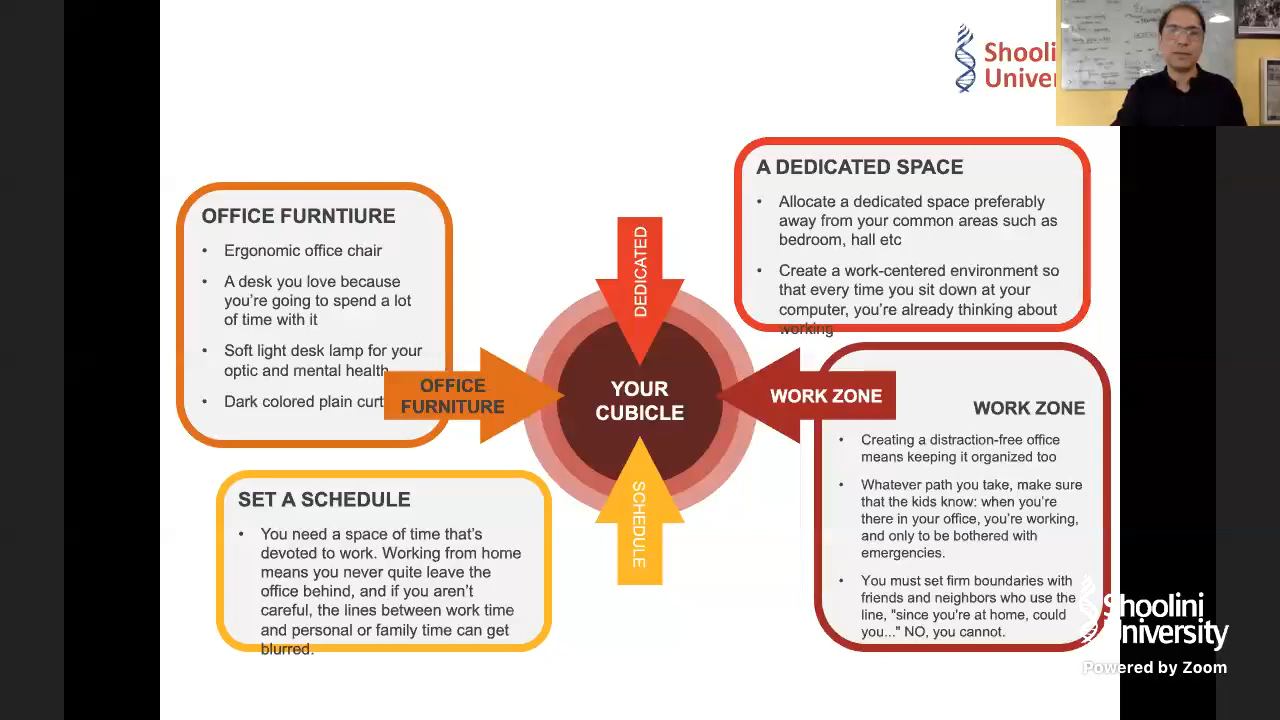 Shooli
Univer
OFFICE FURNTIURE
• Ergonomic office chair
• A desk you love because
you're going to spend a lot
of time with it
• Soft light desk lamp for your
optic and mental health
• Dark colored plain curt
OFFICE
FURNITURE
SET A SCHEDULE
• You need a space of time that's
devoted to work. Working from home
means you never quite leave the
office behind, and if you aren't
careful, the lines between work time
and personal or family time can get
blurred.
DEDICATED
YOUR
CUBICLE
SCHEDULE
A DEDICATED SPACE
• Allocate a dedicated space preferably
away from your common areas such as
bedroom, hall etc
• Create a work-centered environment so
that every time you sit down at your
computer, you're already thinking about
working
WORK ZONE
WORK ZONE
• Creating a distraction-free office
means keeping it organized too
• Whatever path you take, make sure
that the kids know: when you're
there in your office, you're working,
and only to be bothered with
emergencies.
• You must set firm boundaries with
friends and neighbors who use the
line, "since you're at home, could
you..." NO, you cannot.
Shoolini
University
Powered by Zoom